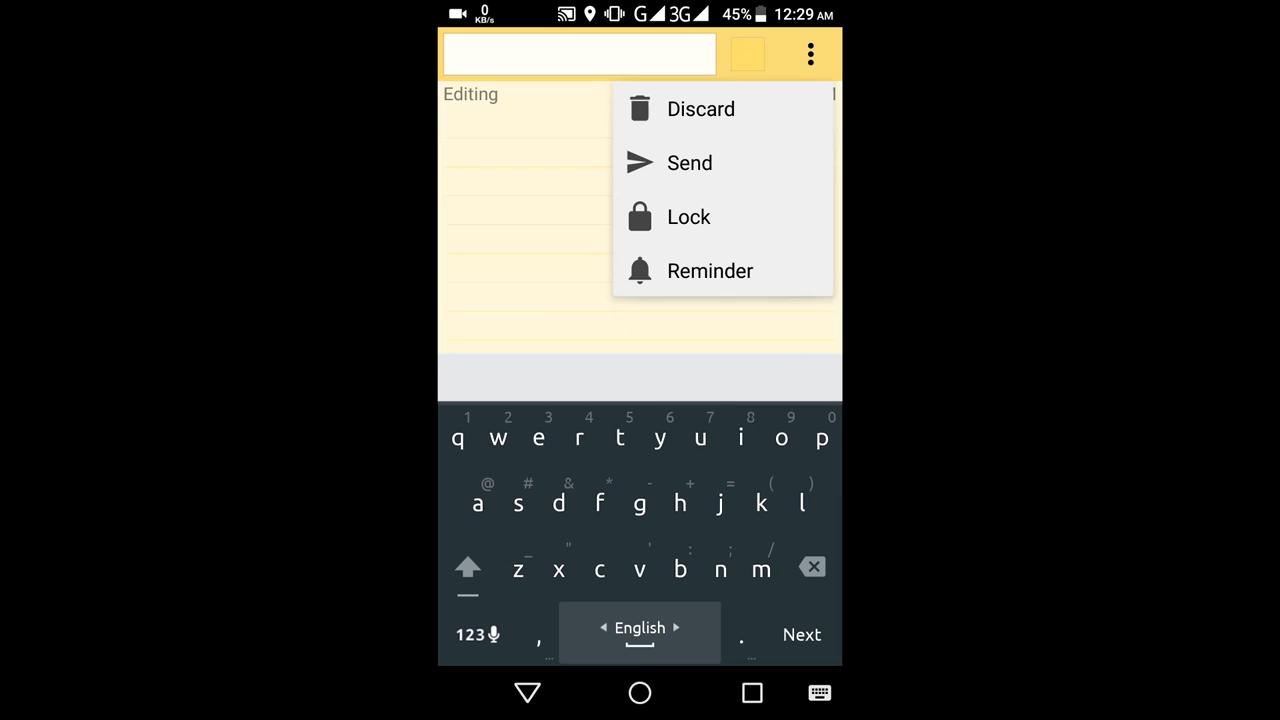 0 KB/s G 3G 45% 12:29 AM
Editing
Discard
Send
Lock
Reminder
1 2 3 4 5 6 7 8 9 0
q w e r t y u i o p
@ # & * - + = ( )
a s d f g h j k l
_ " ' : ; /
z x c v b n m
123 , English . Next